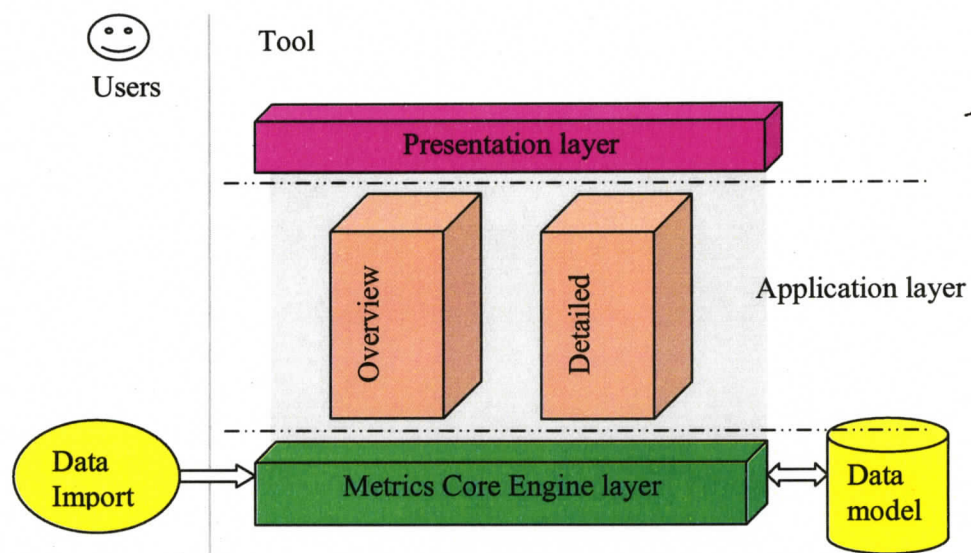 Tool
Users
Presentation layer
Overview
Detailed
Application layer
Data
Import
Metrics Core Engine layer
Data
model